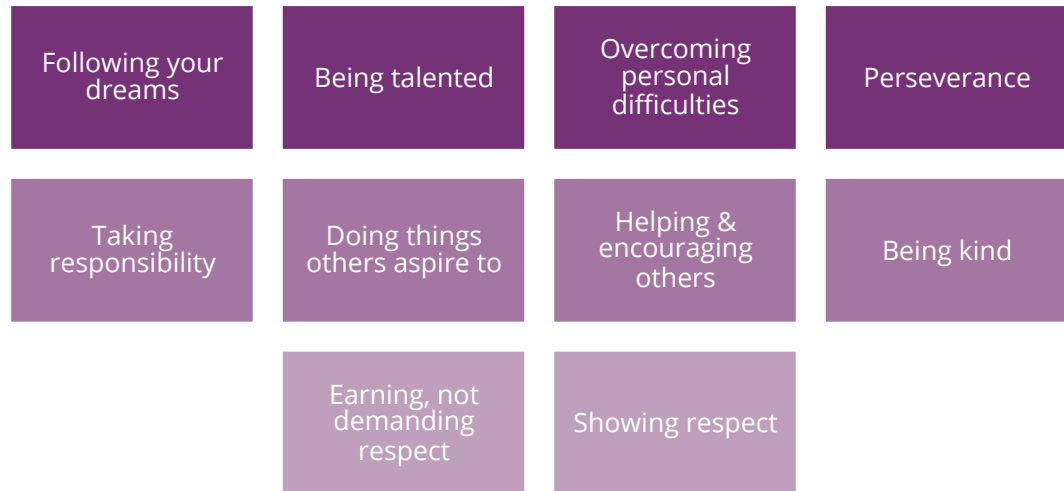 Following your
dreams
Being talented
Overcoming
personal
difficulties
Perseverance
Taking
responsibility
Doing things
others aspire to
Helping &
encouraging
others
Being kind
Earning, not
demanding
respect
Showing respect